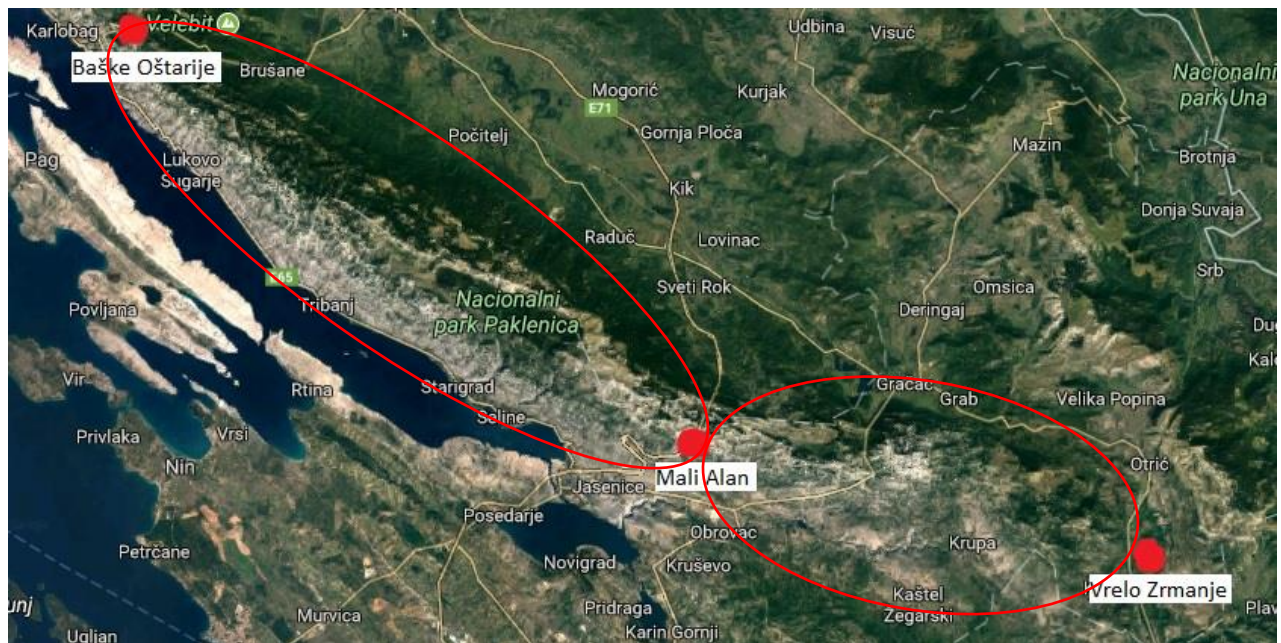 Karlobag
Velebit
Baške Oštarije
Brušane
Udbina
Visuć
Nacionalni
park Una
Mogorić
Kurjak
E71
Gornja Ploča
Počitelj
Mazin
Brotnja
Pag
Lukovo
Šugarje
Kik
Donja Suvaja
Raduč
Lovinac
Srb
E65
Sveti Rok
Omsica
Tribanj
Nacionalni
park Paklenica
Deringaj
Povljana
Vir
Rtina
Starigrad
Gračac
Grab
Velika Popina
Seline
Privlaka
Vrsi
Nin
Mali Alan
Otrić
Jasenice
Posedarje
Obrovac
Petrčane
Novigrad
Kruševo
Krupa
Vrelo Zrmanje
Kaštel
Žegarski
Murvica
Pridraga
Karin Gornji
Ugljan